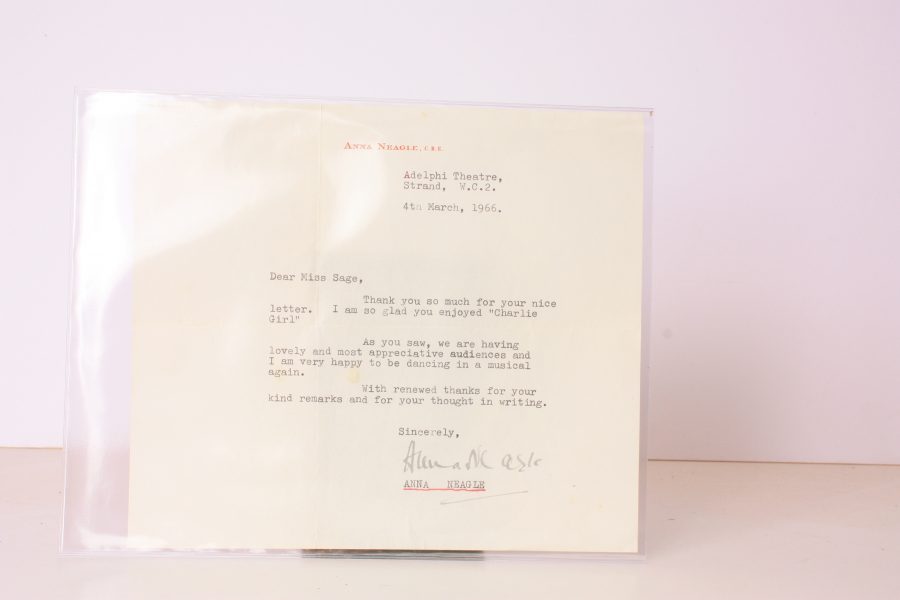 ANNA NEAGLE, C.B.E.
Adelphi Theatre,
Strand, W.C.2.
4th March, 1966.
Dear Miss Sage,
Thank you so much for your nice
letter. I am so glad you enjoyed "Charlie
Girl"
As you saw, we are having
lovely and most appreciative audiences and
I am very happy to be dancing in a musical
again.
With renewed thanks for your
kind remarks and for your thought in writing.
Sincerely,
Anna Neagle
ANNA NEAGLE